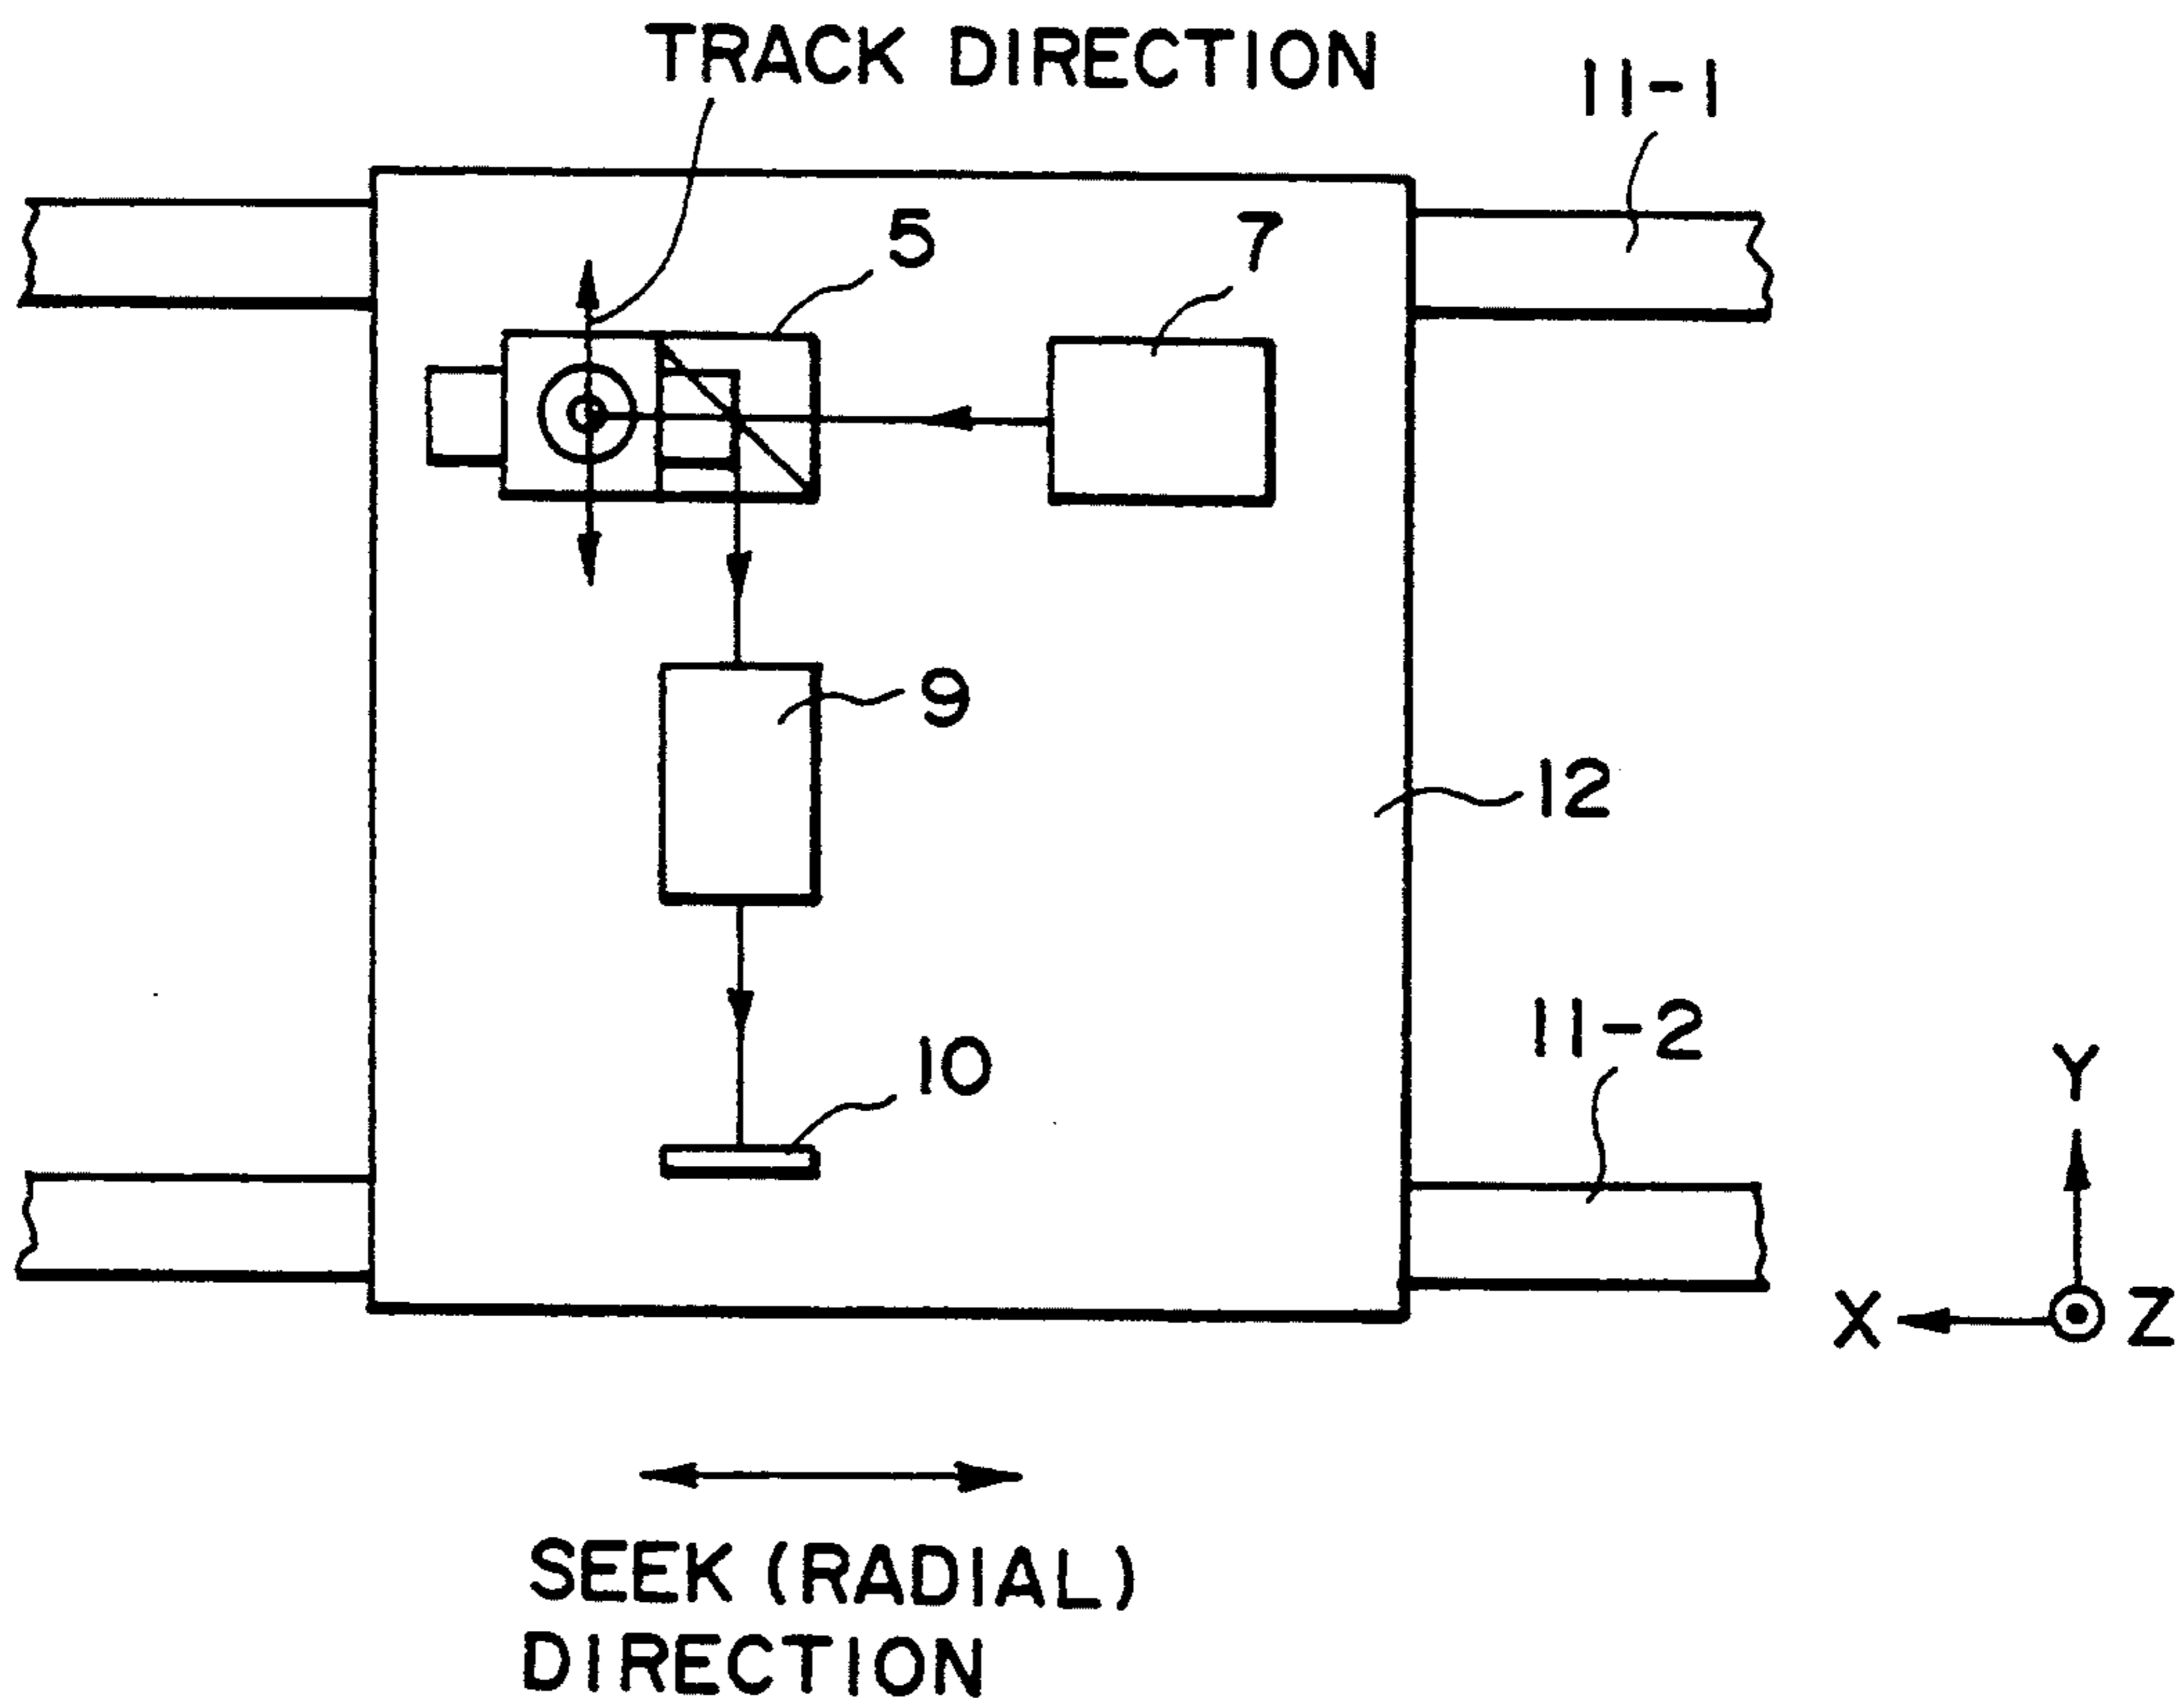 TRACK DIRECTION
11-1
5
7
9
12
11-2
10
Y
X
Z
SEEK (RADIAL)
DIRECTION